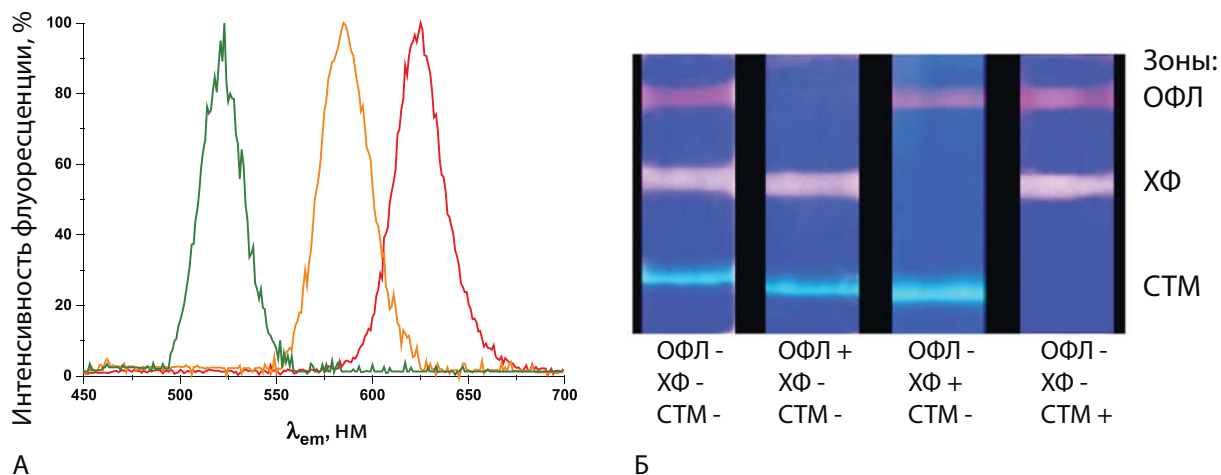 Интенсивность флуоресценции, %
100
80
60
40
20
0
450 500 550 600 650 700
λem, нм
А
Зоны:
ОФЛ
ХФ
СТМ
ОФЛ - ОФЛ + ОФЛ - ОФЛ -
ХФ - ХФ - ХФ + ХФ -
СТМ - СТМ - СТМ - СТМ +
Б